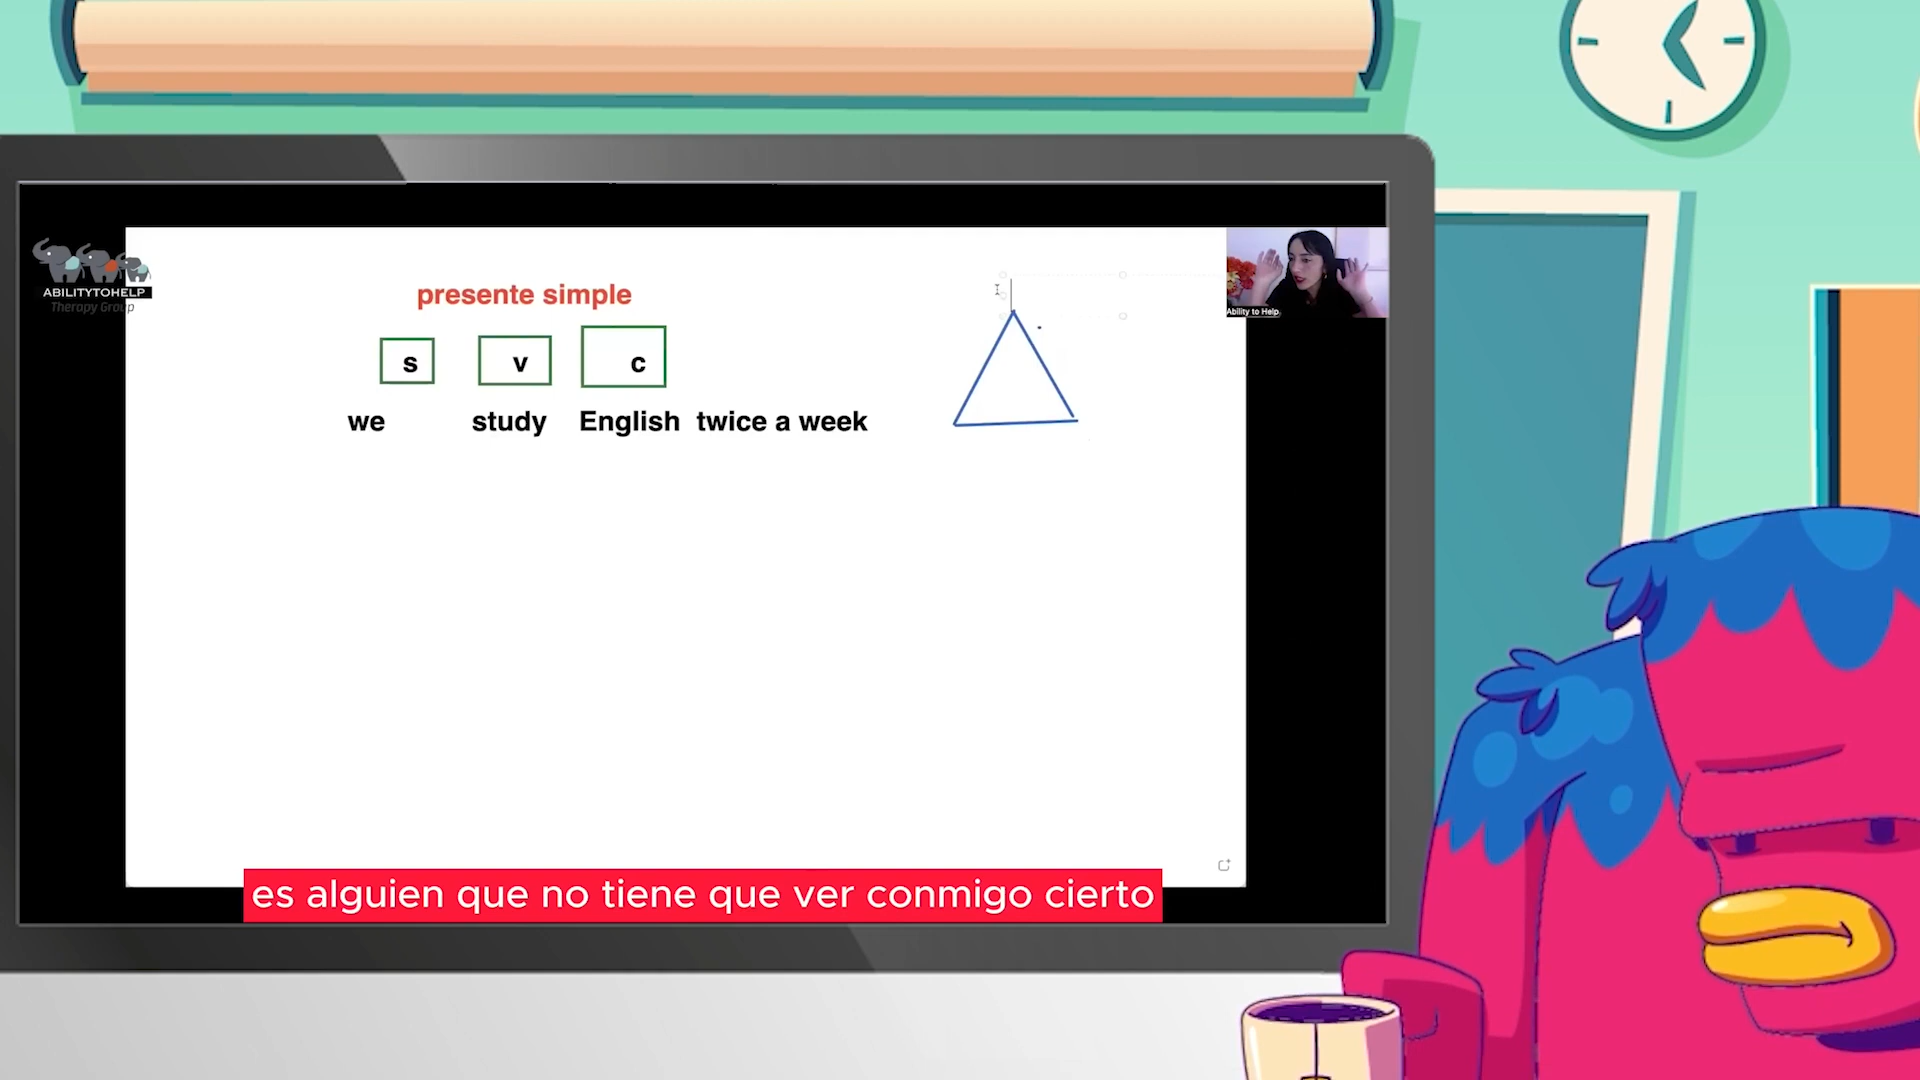 ABILITYTOHELP
Therapy Group
presente simple
s v c
we study English twice a week
Ability to Help
es alguien que no tiene que ver conmigo cierto